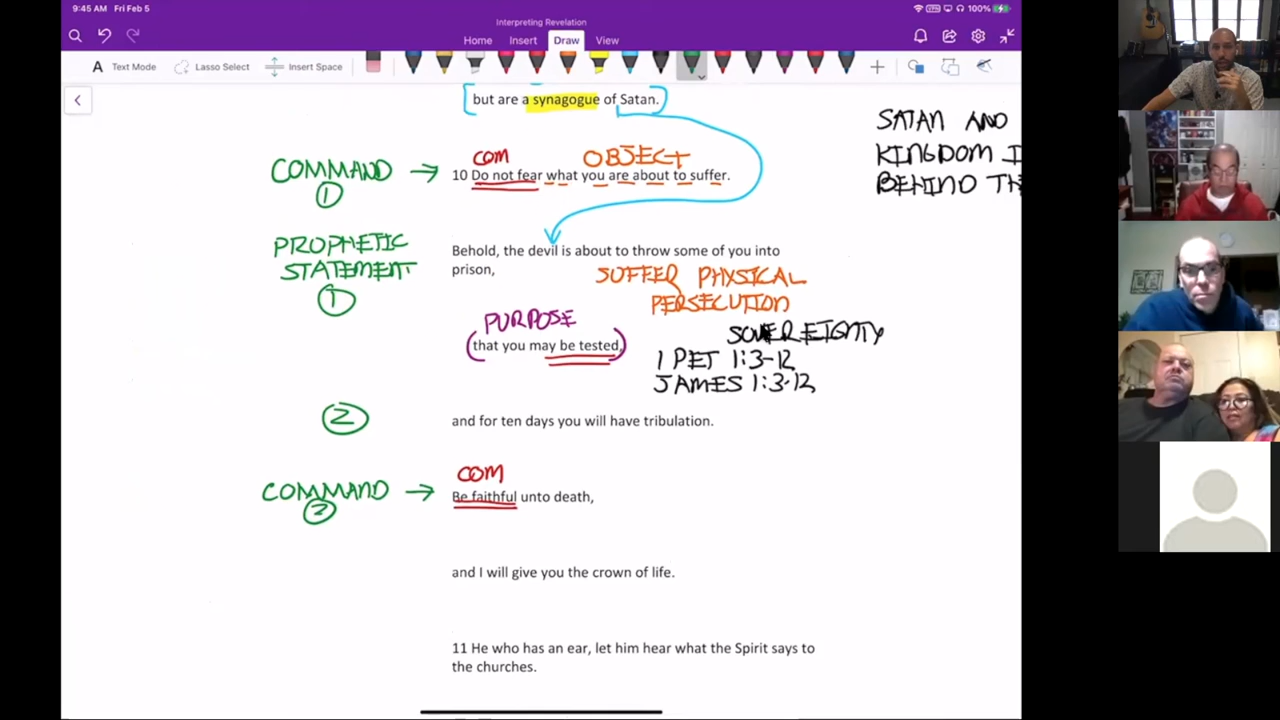 9:45 AM Fri Feb 5
100%
Interpreting Revelation
Home Insert Draw View
Text Mode Lasso Select Insert Space
but are a synagogue of Satan.
SATAN AND
KINGDOM I
BEHIND TH
COM OBJECT
COMMAND → 10 Do not fear what you are about to suffer.
1
PROPHETIC
STATEMENT
1
Behold, the devil is about to throw some of you into
prison,
SUFFER PHYSICAL
PERSECUTION
PURPOSE
SOVEREIGNTY
(that you may be tested,)
1 PET 1:3-12
JAMES 1:3-12
2 and for ten days you will have tribulation.
COM
COMMAND → Be faithful unto death,
2
and I will give you the crown of life.
11 He who has an ear, let him hear what the Spirit says to
the churches.